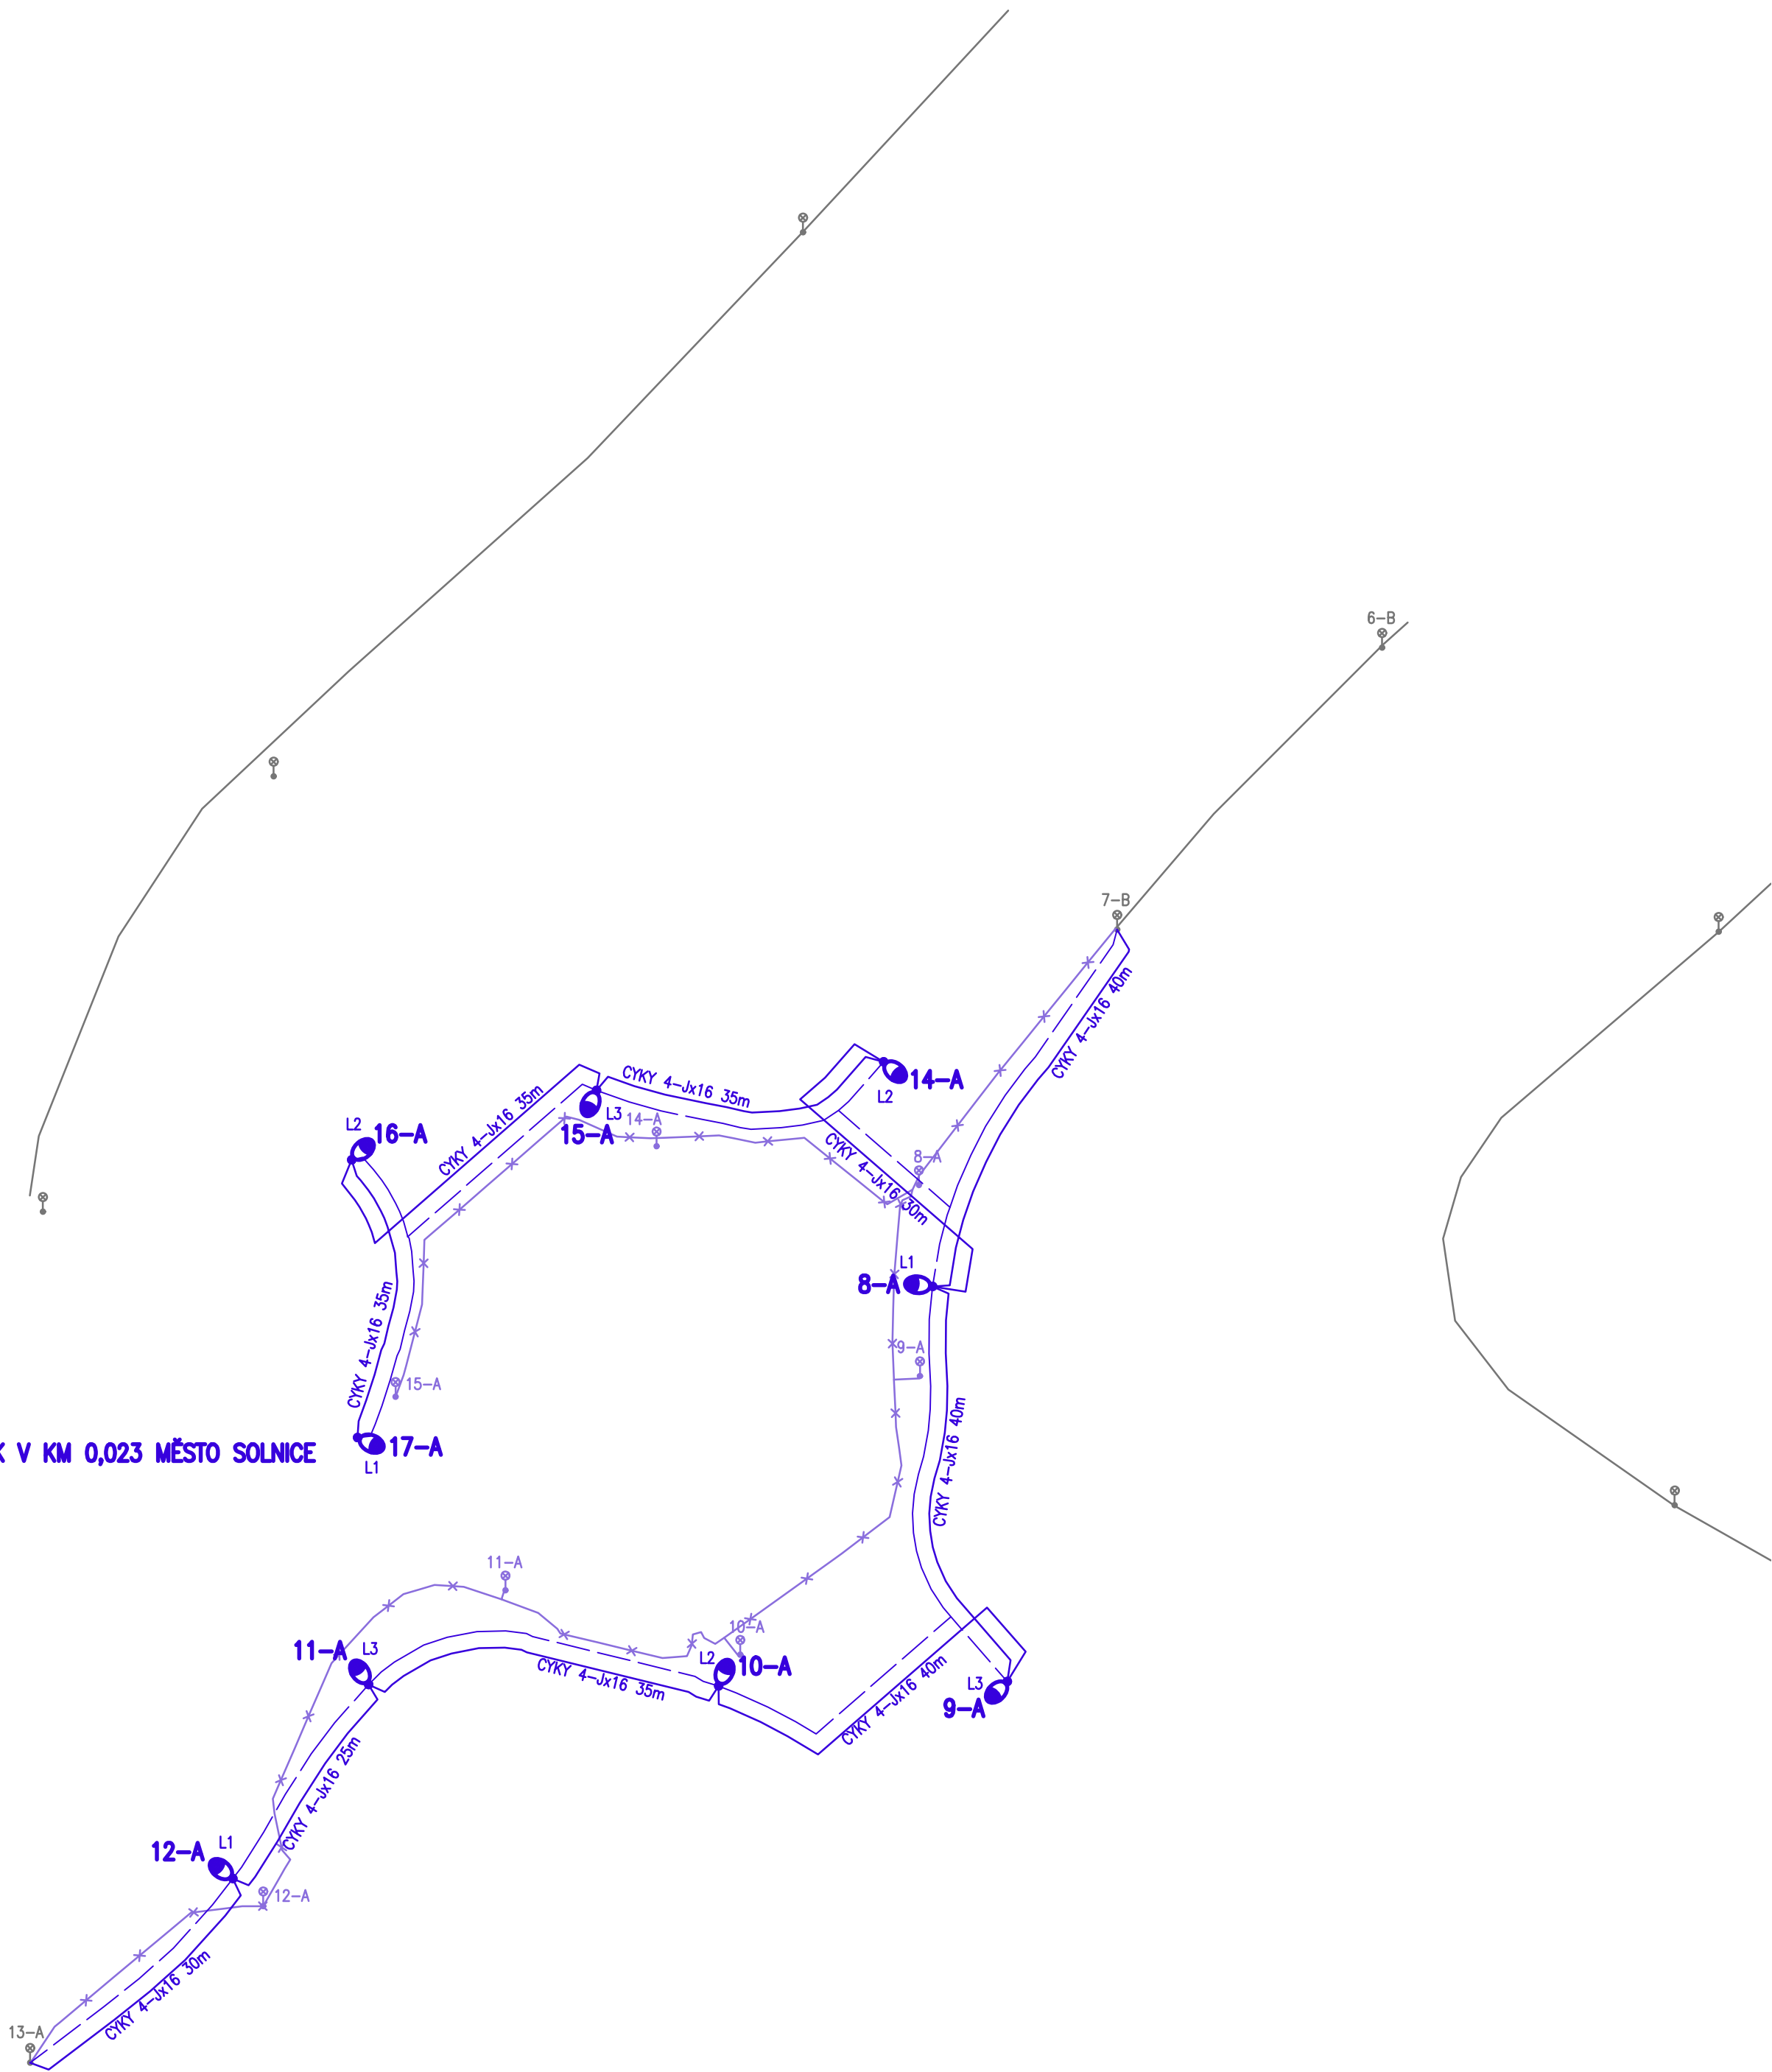 6-B
7-B
CYKY 4-Jx16 40m
CYKY 4-Jx16 35m
14-A
L2
L3
14-A
15-A
CYKY 4-Jx16 35m
L2
16-A
CYKY 4-Jx16 30m
8-A
L1
8-A
CYKY 4-Jx16 35m
9-A
15-A
CYKY 4-Jx16 40m
17-A
L1
V KM 0,023 MĚSTO SOLNICE
11-A
10-A
11-A
L3
L2
10-A
CYKY 4-Jx16 35m
CYKY 4-Jx16 40m
L3
9-A
CYKY 4-Jx16 25m
12-A
L1
12-A
CYKY 4-Jx16 30m
13-A